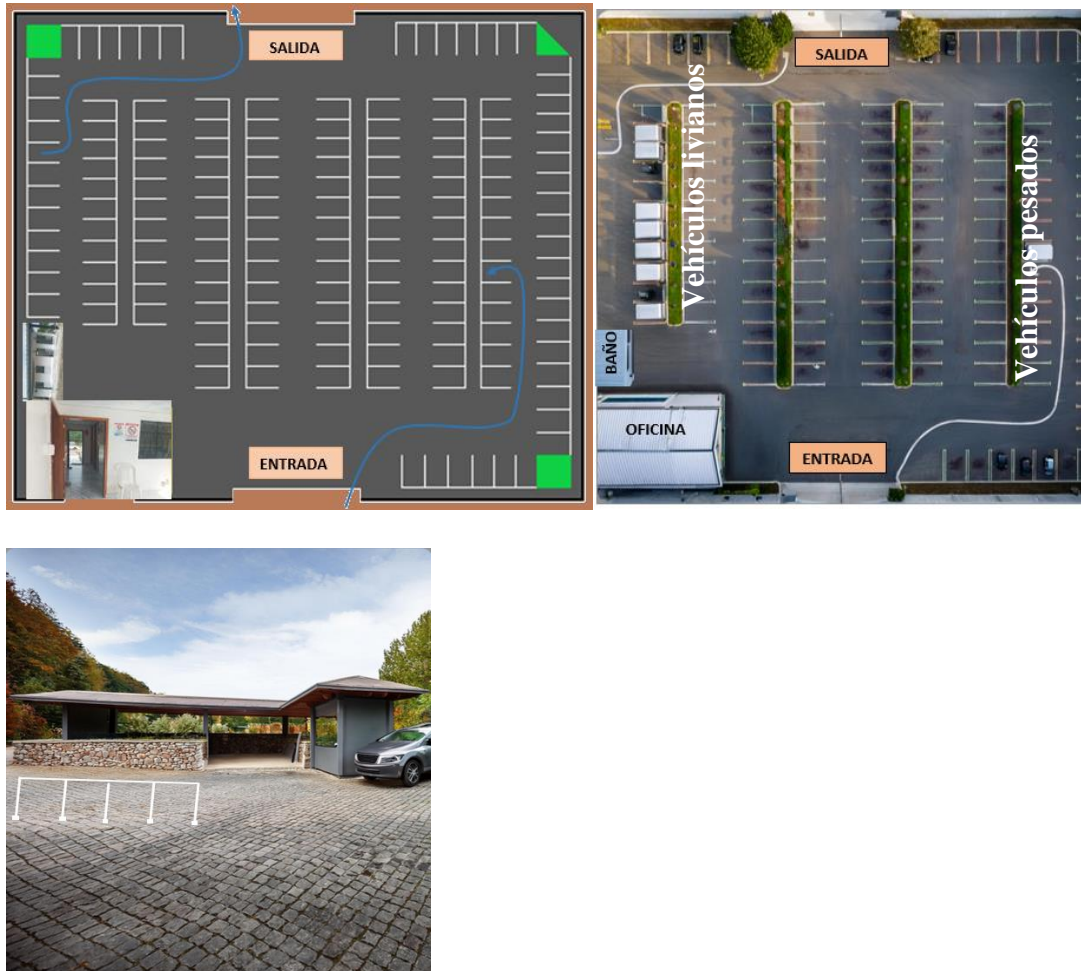 SALIDA
ENTRADA
SALIDA
Vehículos livianos
Vehículos pesados
BAÑO
OFICINA
ENTRADA